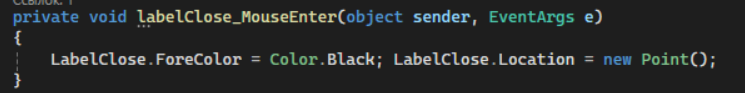 Ссылок: 1
private void labelClose_MouseEnter(object sender, EventArgs e)
{
LabelClose.ForeColor = Color.Black; LabelClose.Location = new Point();
}